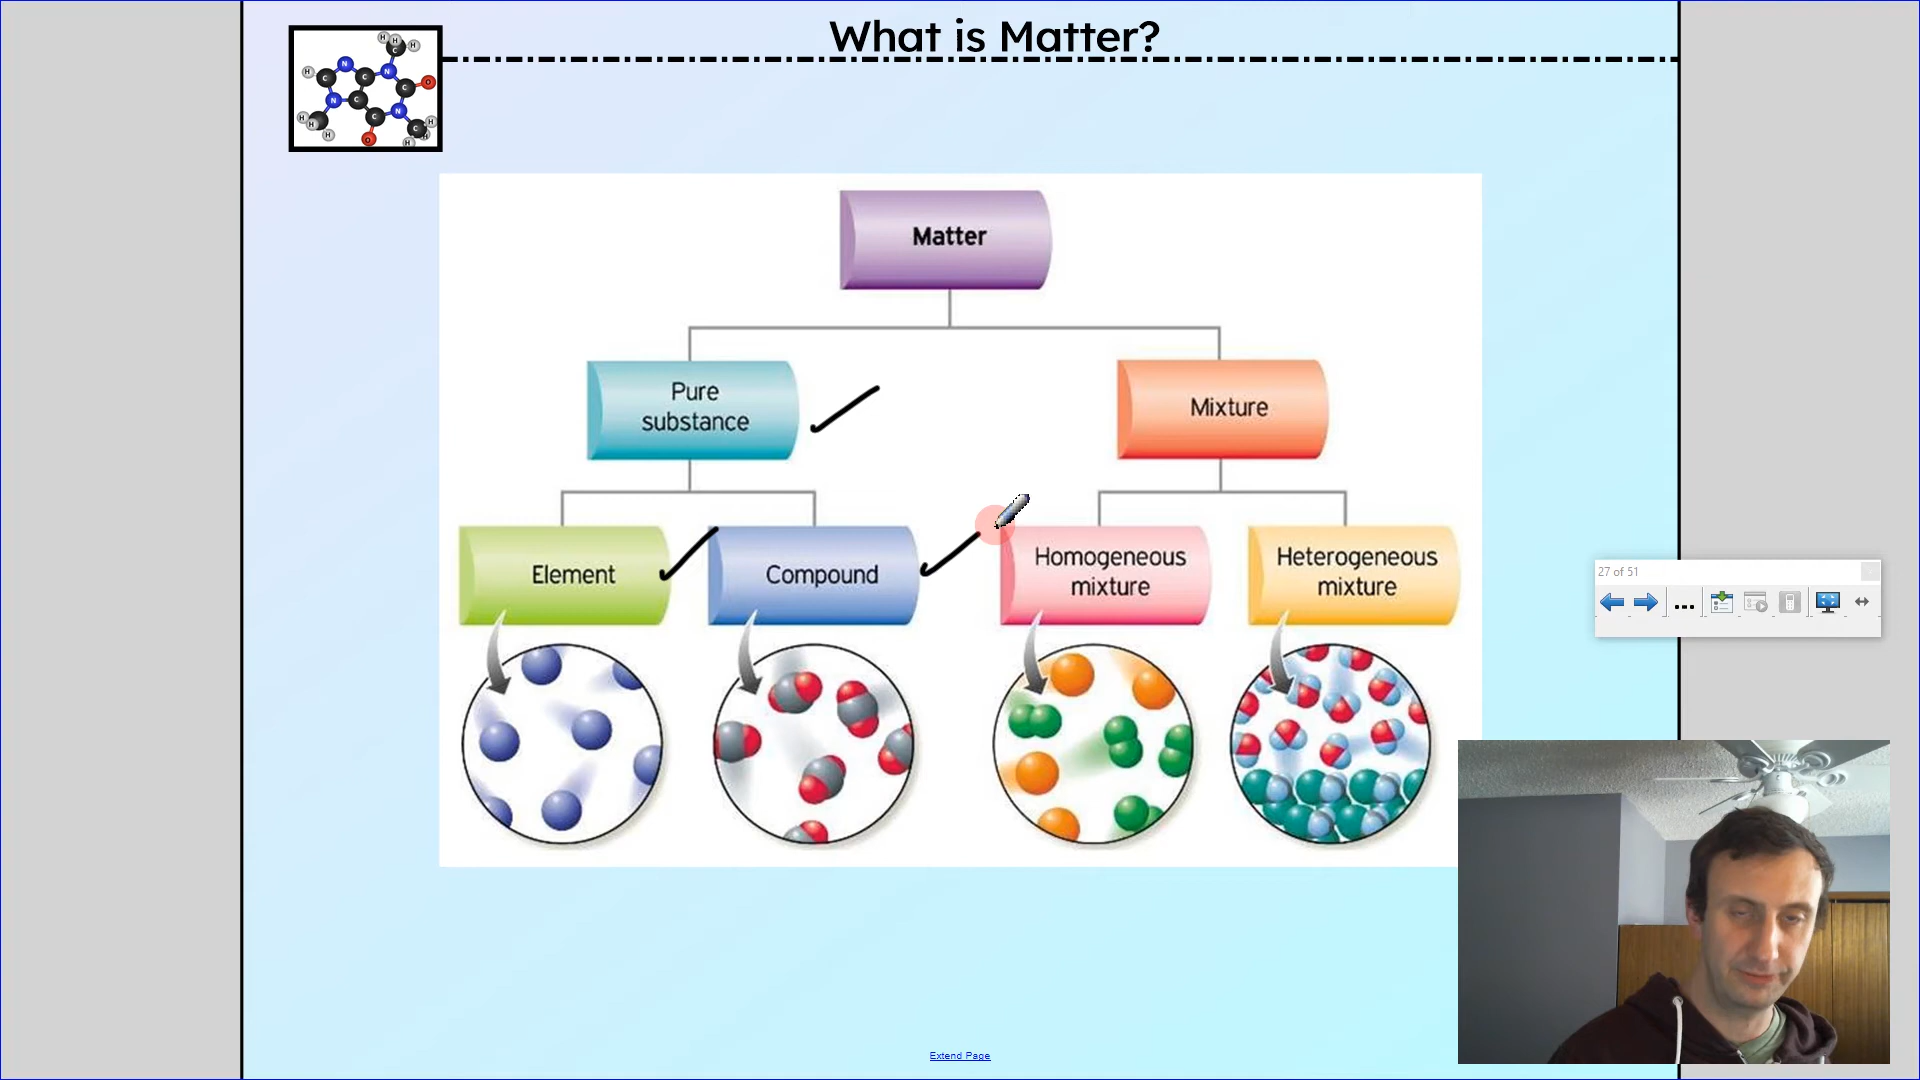 What is Matter?
H H H
C
H N N
C C C O
N C N
H C C H
H H C H
H O H
Matter
Pure
substance
Mixture
Element
Compound
Homogeneous
mixture
Heterogeneous
mixture
27 of 51
Extend Page